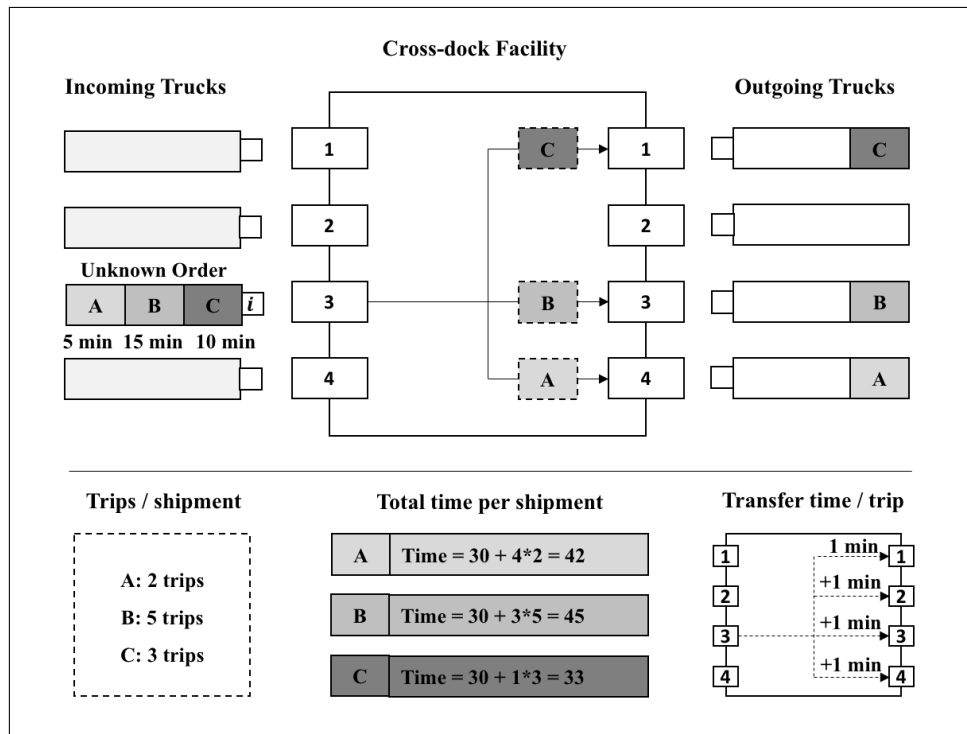 Cross-dock Facility
Incoming Trucks
Outgoing Trucks
1
1
C
C
2
2
Unknown Order
A B C i
3
B
3
B
5 min 15 min 10 min
4
A
4
A
Trips / shipment
Total time per shipment
Transfer time / trip
A: 2 trips
B: 5 trips
C: 3 trips
A Time = 30 + 4*2 = 42
B Time = 30 + 3*5 = 45
C Time = 30 + 1*3 = 33
1 min
1
1
+1 min
2
2
+1 min
3
3
+1 min
4
4